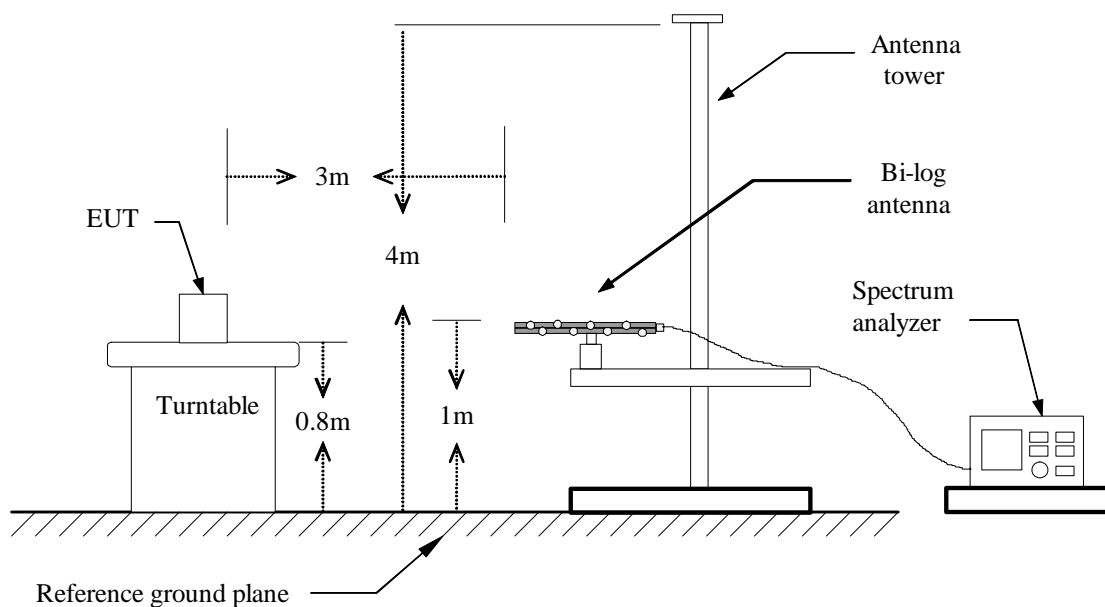 Antenna
tower
3m
Bi-log
antenna
EUT
4m
Spectrum
analyzer
Turntable
0.8m
1m
Reference ground plane